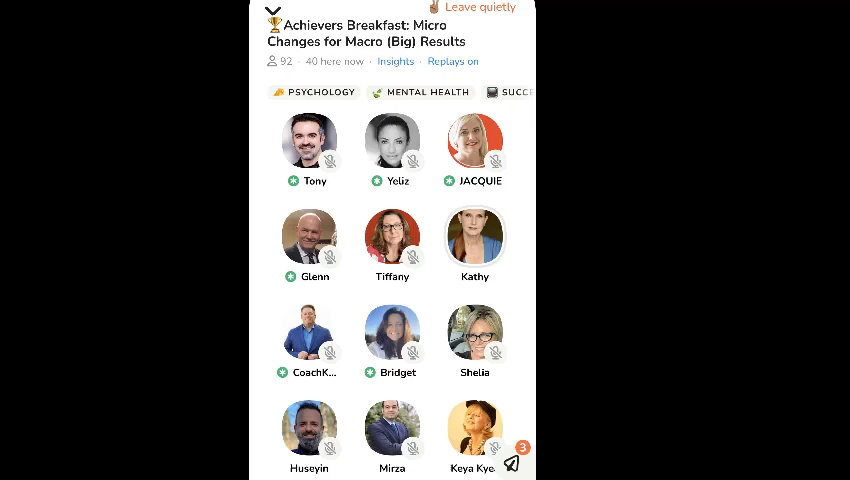 Leave quietly
Achievers Breakfast: Micro
Changes for Macro (Big) Results
92 · 40 here now · Insights · Replays on
PSYCHOLOGY MENTAL HEALTH SUCCE
Tony Yeliz JACQUIE
Glenn Tiffany Kathy
CoachK... Bridget Shelia
3
Huseyin Mirza Keya Kye